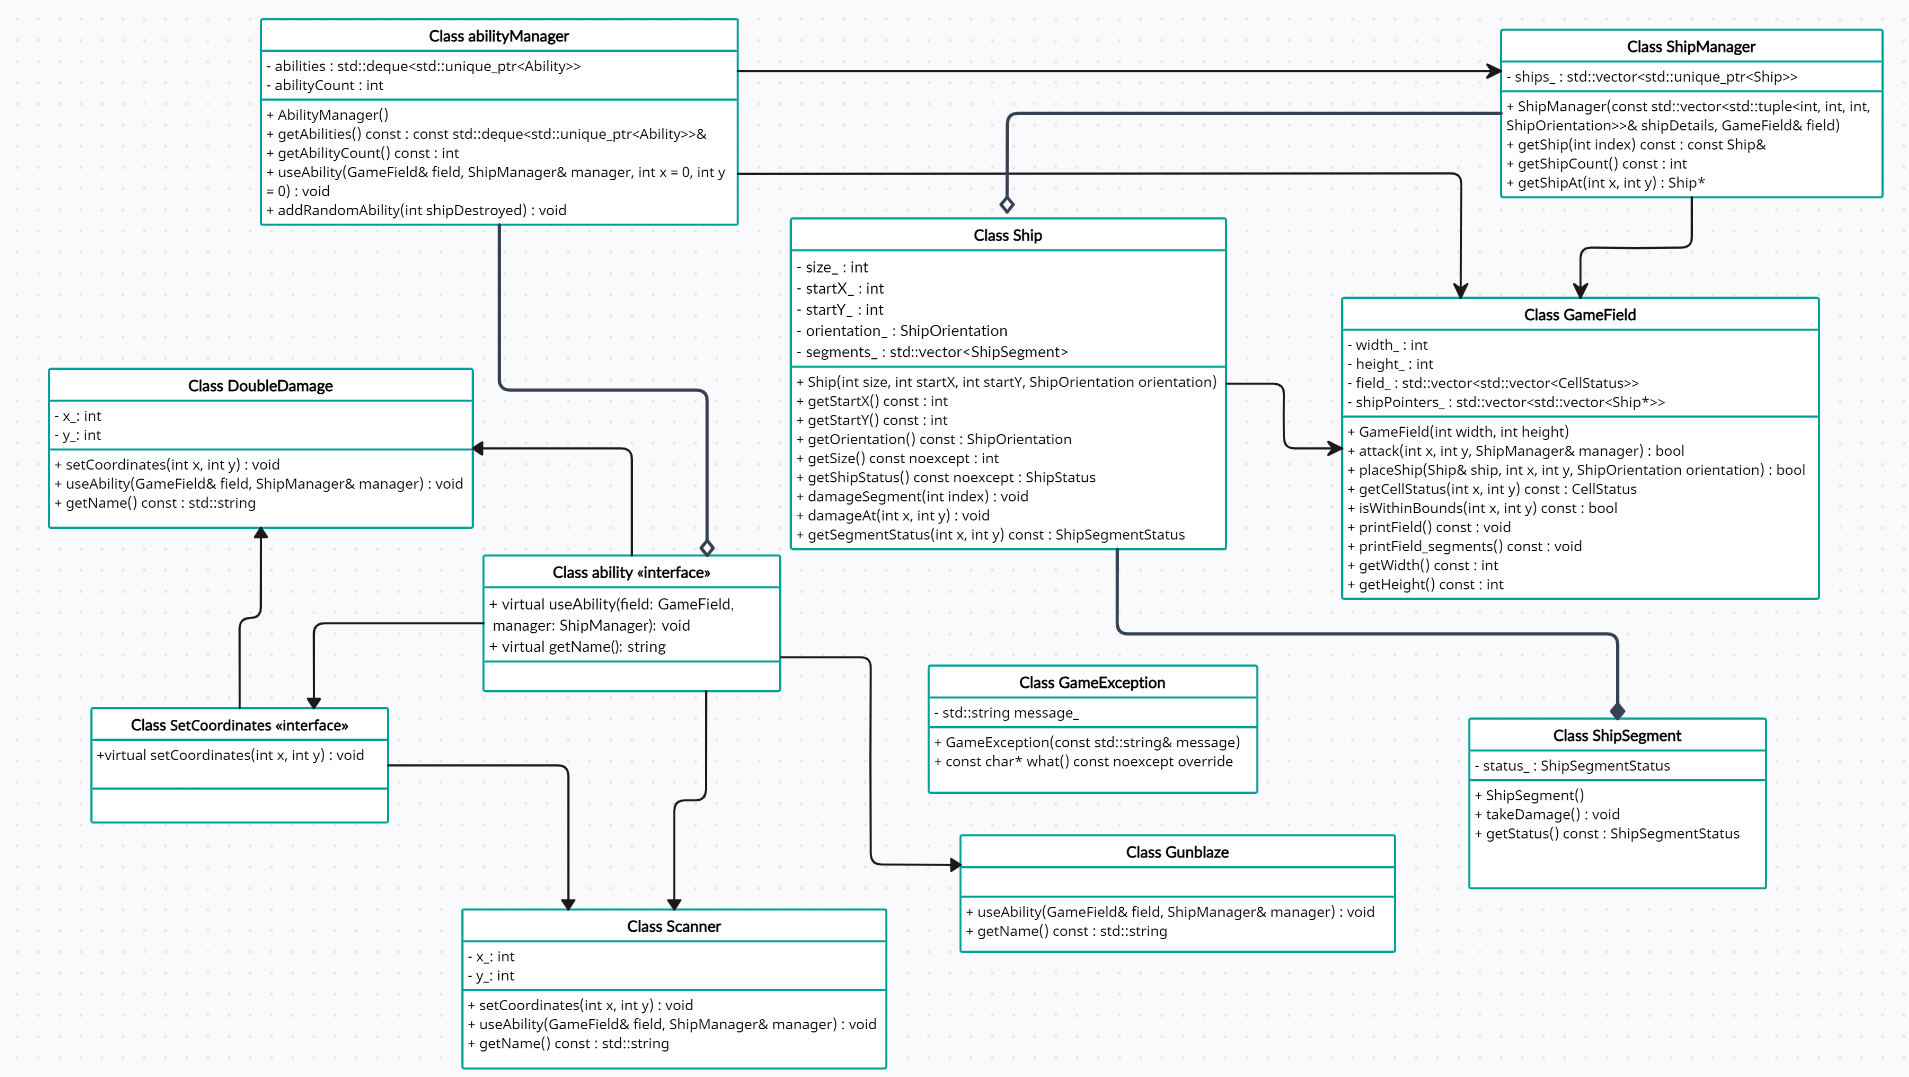 Class abilityManager
- abilities : std::deque<std::unique_ptr<Ability>>
- abilityCount : int
+ AbilityManager()
+ getAbilities() const : const std::deque<std::unique_ptr<Ability>>&
+ getAbilityCount() const : int
+ useAbility(GameField& field, ShipManager& manager, int x = 0, int y
= 0) : void
+ addRandomAbility(int shipDestroyed) : void
Class ShipManager
- ships_ : std::vector<std::unique_ptr<Ship>>
+ ShipManager(const std::vector<std::tuple<int, int, int,
ShipOrientation>>& shipDetails, GameField& field)
+ getShip(int index) const : const Ship&
+ getShipCount() const : int
+ getShipAt(int x, int y) : Ship*
Class Ship
- size_ : int
- startX_ : int
- startY_ : int
- orientation_ : ShipOrientation
- segments_ : std::vector<ShipSegment>
+ Ship(int size, int startX, int startY, ShipOrientation orientation)
+ getStartX() const : int
+ getStartY() const : int
+ getOrientation() const : ShipOrientation
+ getSize() const noexcept : int
+ getShipStatus() const noexcept : ShipStatus
+ damageSegment(int index) : void
+ damageAt(int x, int y) : void
+ getSegmentStatus(int x, int y) const : ShipSegmentStatus
Class GameField
- width_ : int
- height_ : int
- field_ : std::vector<std::vector<CellStatus>>
- shipPointers_ : std::vector<std::vector<Ship*>>
+ GameField(int width, int height)
+ attack(int x, int y, ShipManager& manager) : bool
+ placeShip(Ship& ship, int x, int y, ShipOrientation orientation) : bool
+ getCellStatus(int x, int y) const : CellStatus
+ isWithinBounds(int x, int y) const : bool
+ printField() const : void
+ printField_segments() const : void
+ getWidth() const : int
+ getHeight() const : int
Class DoubleDamage
- x_: int
- y_: int
+ setCoordinates(int x, int y) : void
+ useAbility(GameField& field, ShipManager& manager) : void
+ getName() const : std::string
Class ability «interface»
+ virtual useAbility(field: GameField,
manager: ShipManager): void
+ virtual getName(): string
Class SetCoordinates «interface»
+virtual setCoordinates(int x, int y) : void
Class GameException
- std::string message_
+ GameException(const std::string& message)
+ const char* what() const noexcept override
Class ShipSegment
- status_ : ShipSegmentStatus
+ ShipSegment()
+ takeDamage() : void
+ getStatus() const : ShipSegmentStatus
Class Gunblaze
+ useAbility(GameField& field, ShipManager& manager) : void
+ getName() const : std::string
Class Scanner
- x_: int
- y_: int
+ setCoordinates(int x, int y) : void
+ useAbility(GameField& field, ShipManager& manager) : void
+ getName() const : std::string